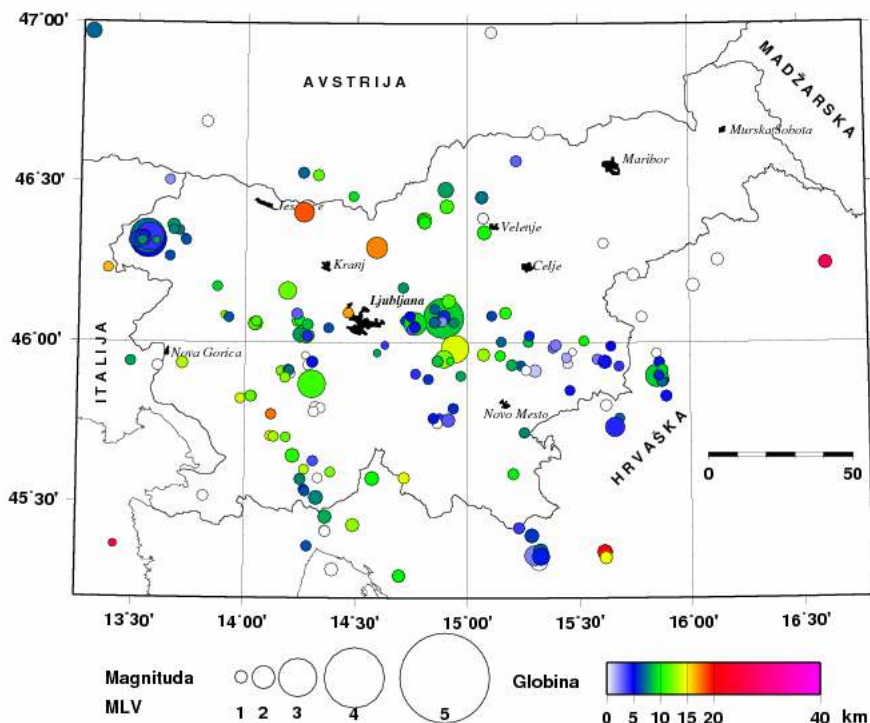 47°00'
AVSTRIJA
MADŽARSKA
Murska Sobota
Maribor
46°30'
Velenje
Kranj
Celje
Ljubljana
46°00'
Nova Gorica
ITALIJA
Novo Mesto
HRVAŠKA
0 50
45°30'
13°30' 14°00' 14°30' 15°00' 15°30' 16°00' 16°30'
Magnituda
MLV
1 2 3 4 5
Globina
0 5 10 15 20 40 km